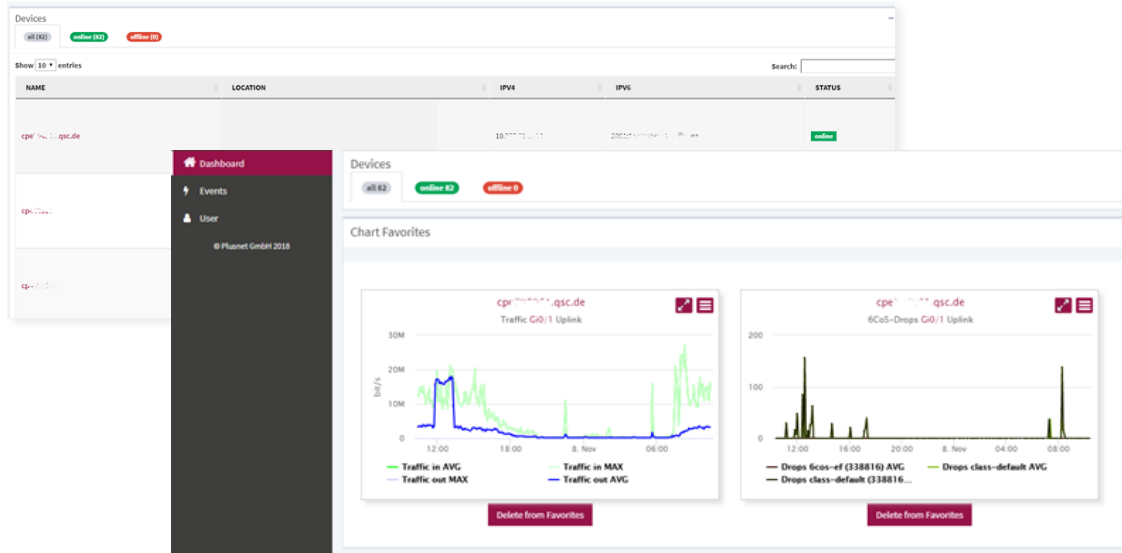 Devices
all (82) online (82) offline (0)
Show 10 entries
Search:
NAME LOCATION IPV4 IPV6 STATUS
online
Dashboard
Events
User
© Plusnet GmbH 2018
Devices
all 82 online 82 offline 0
Chart Favorites
.qsc.de
Traffic Gi0/1 Uplink
30M
20M
10M
0
bit/s
12:00 18:00 8. Nov 06:00
Traffic in AVG Traffic in MAX
Traffic out MAX Traffic out AVG
Delete from Favorites
.qsc.de
6CoS-Drops Gi0/1 Uplink
200
100
0
12:00 16:00 20:00 8. Nov 04:00 08:00
Drops 6cos-ef (338816) AVG Drops class-default AVG
Drops class-default (338816...
Delete from Favorites